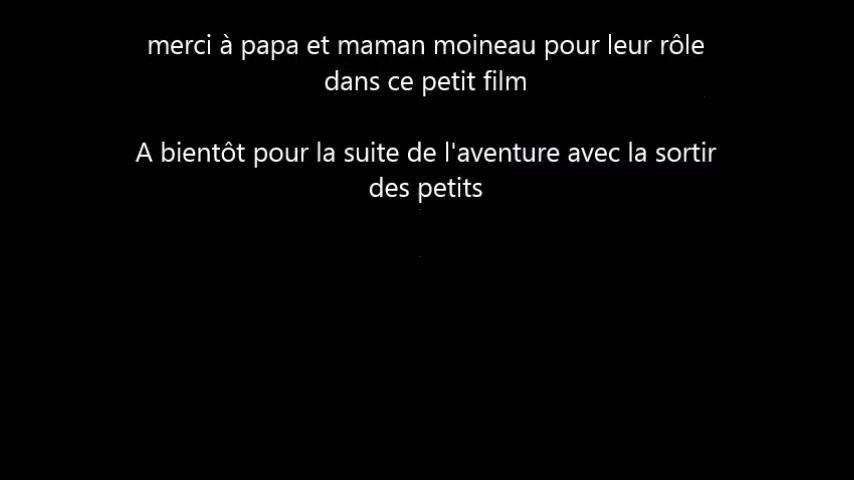 merci à papa et maman moineau pour leur rôle
dans ce petit film
A bientôt pour la suite de l'aventure avec la sortir
des petits